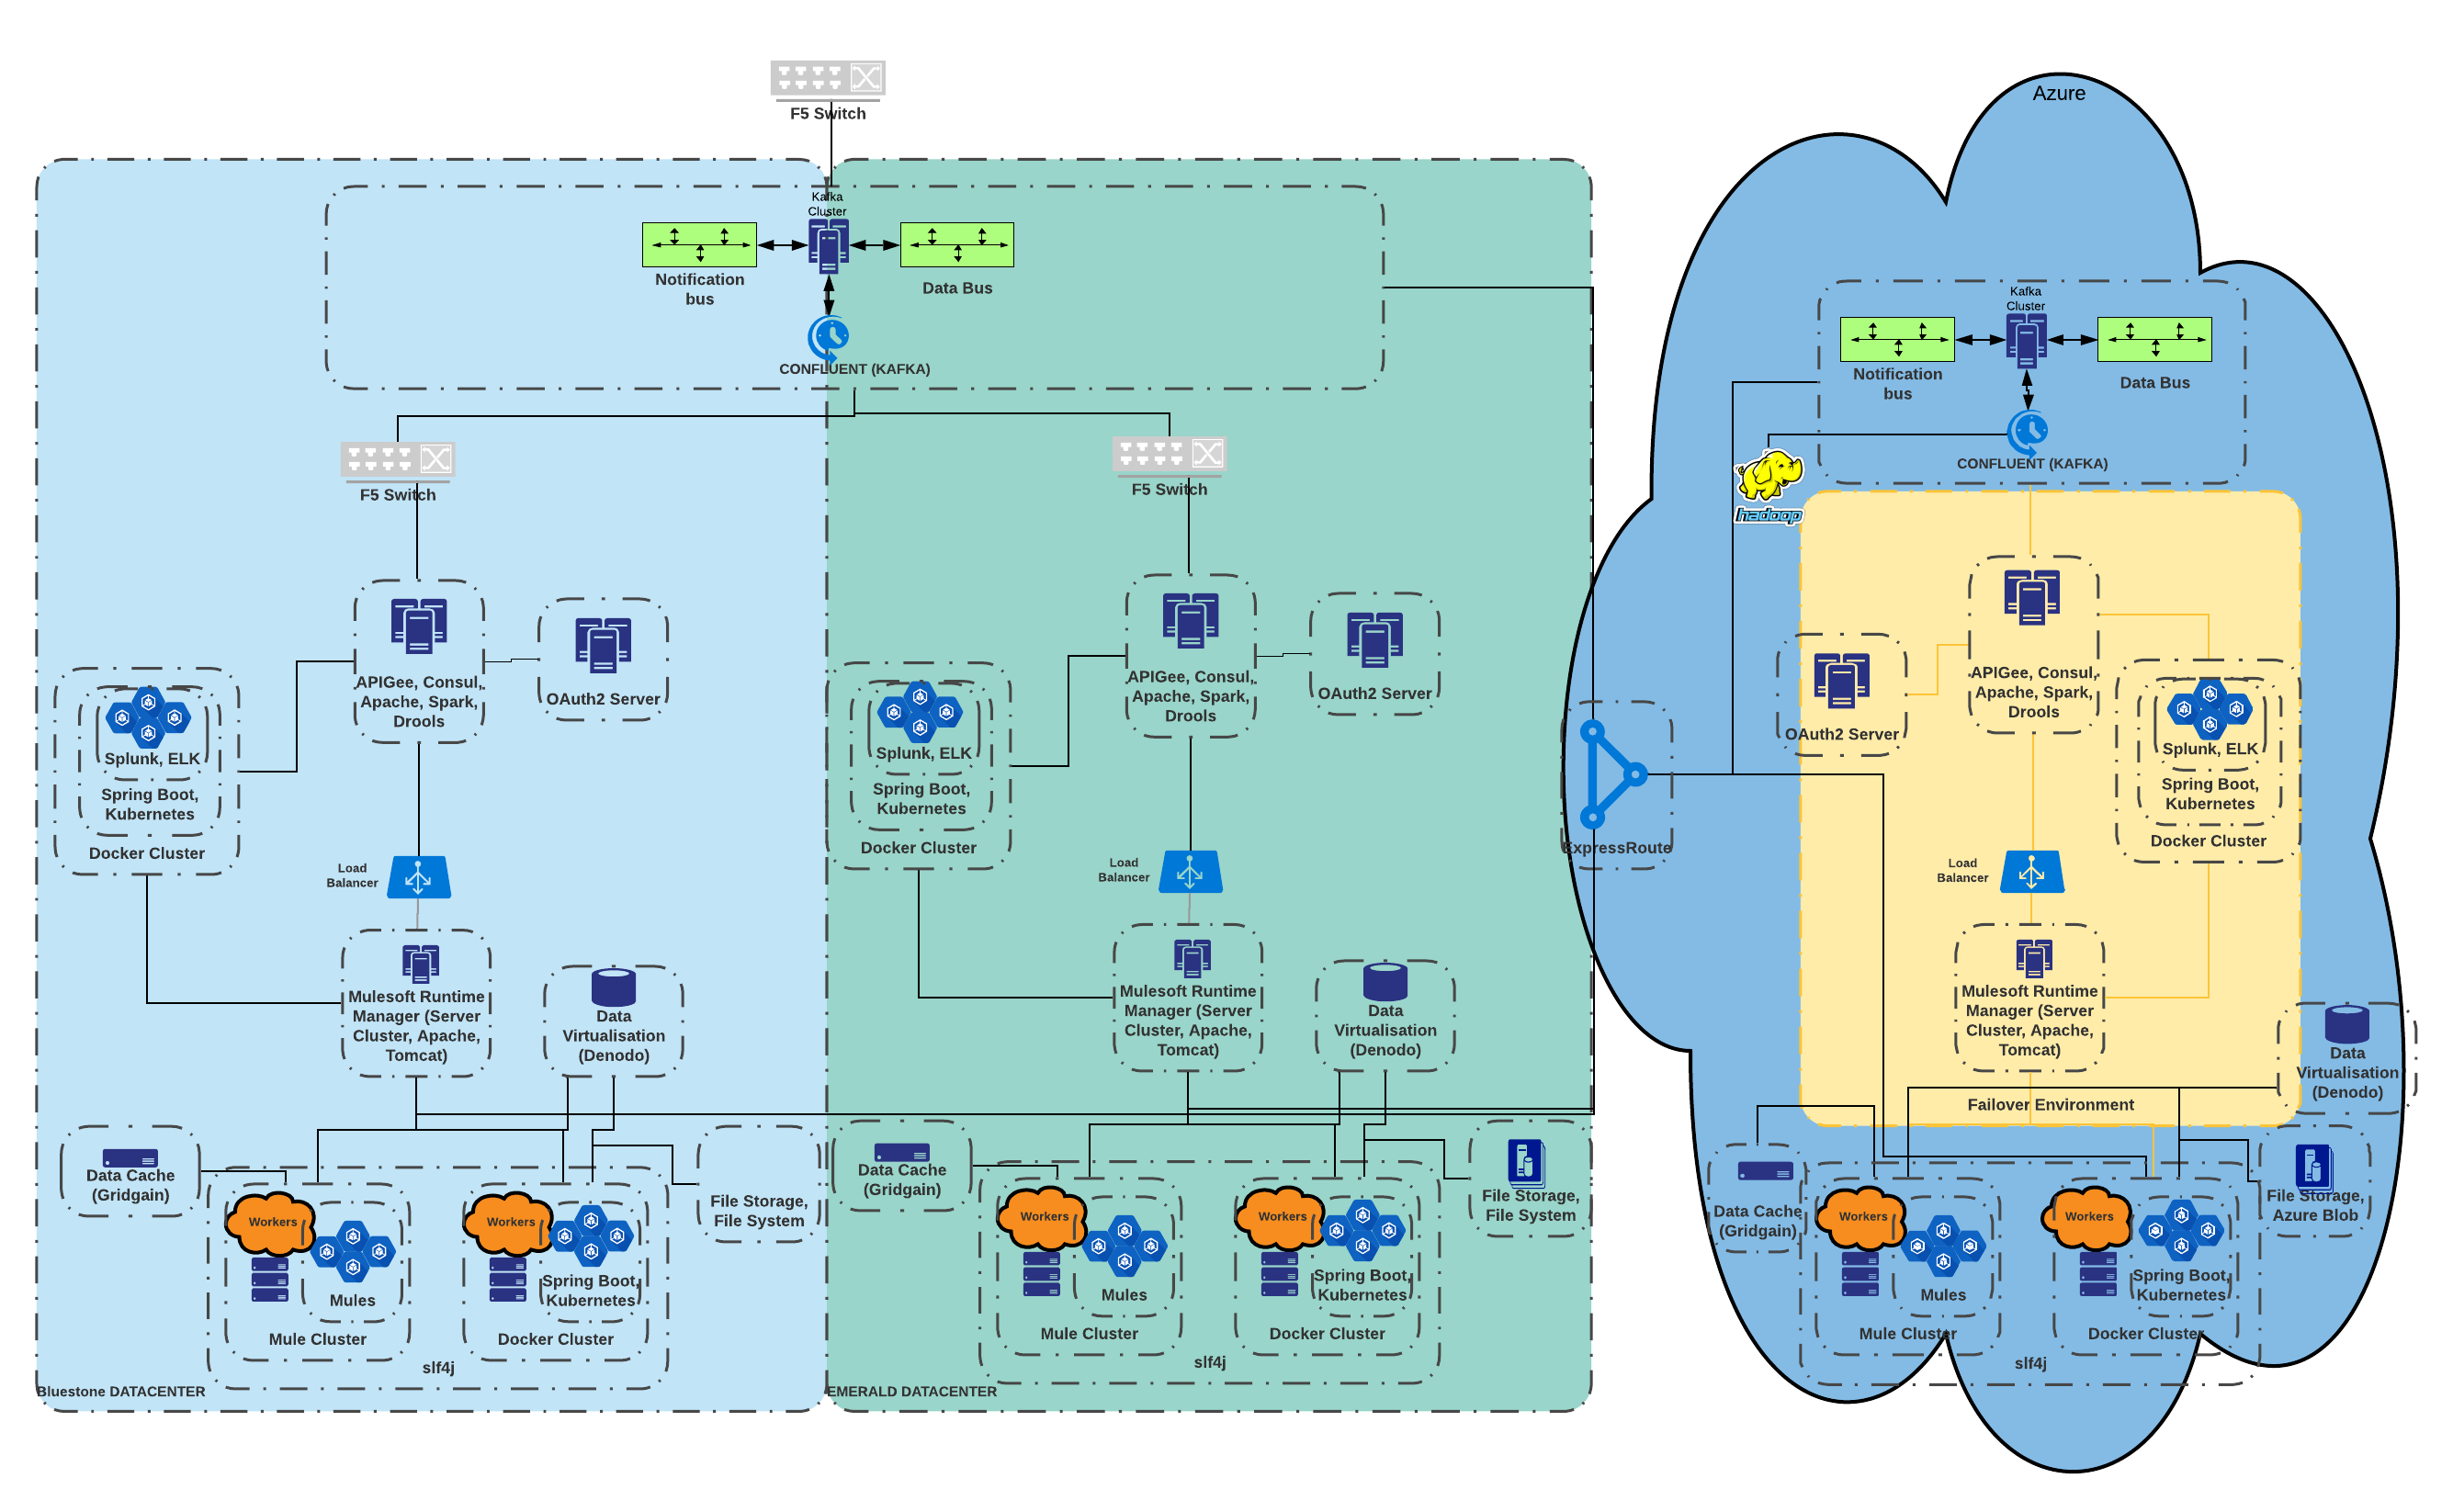 F5 Switch
Azure
Kafka
Cluster
Notification
bus
Data Bus
CONFLUENT (KAFKA)
F5 Switch
F5 Switch
APIGee, Consul,
Apache, Spark,
Drools
OAuth2 Server
Splunk, ELK
Spring Boot,
Kubernetes
Docker Cluster
Load
Balancer
Mulesoft Runtime
Manager (Server
Cluster, Apache,
Tomcat)
Data
Virtualisation
(Denodo)
Data Cache
(Gridgain)
File Storage,
File System
Workers
Mules
Mule Cluster
Workers
Spring Boot,
Kubernetes
Docker Cluster
slf4j
Bluestone DATACENTER
APIGee, Consul,
Apache, Spark,
Drools
OAuth2 Server
Splunk, ELK
Spring Boot,
Kubernetes
Docker Cluster
Load
Balancer
Mulesoft Runtime
Manager (Server
Cluster, Apache,
Tomcat)
Data
Virtualisation
(Denodo)
Data Cache
(Gridgain)
File Storage,
File System
Workers
Mules
Mule Cluster
Workers
Spring Boot,
Kubernetes
Docker Cluster
slf4j
EMERALD DATACENTER
ExpressRoute
Kafka
Cluster
Notification
bus
Data Bus
CONFLUENT (KAFKA)
hadoop
APIGee, Consul,
Apache, Spark,
Drools
OAuth2 Server
Splunk, ELK
Spring Boot,
Kubernetes
Docker Cluster
Load
Balancer
Mulesoft Runtime
Manager (Server
Cluster, Apache,
Tomcat)
Failover Environment
Data
Virtualisation
(Denodo)
Data Cache
(Gridgain)
File Storage,
Azure Blob
Workers
Mules
Mule Cluster
Workers
Spring Boot,
Kubernetes
Docker Cluster
slf4j